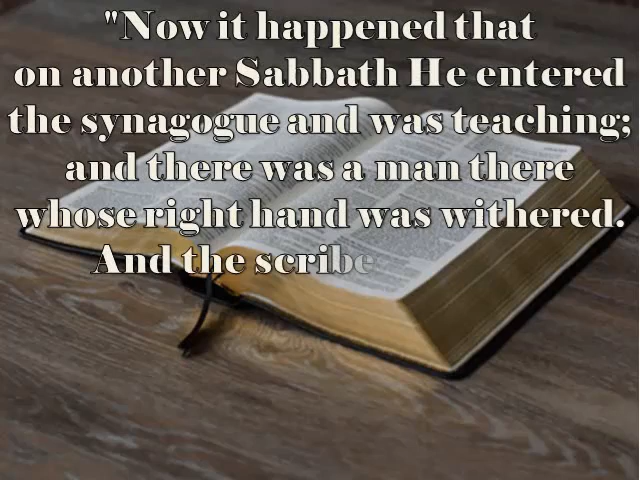 "Now it happened that
on another Sabbath He entered
the synagogue and was teaching;
and there was a man there
whose right hand was withered.
And the scribe